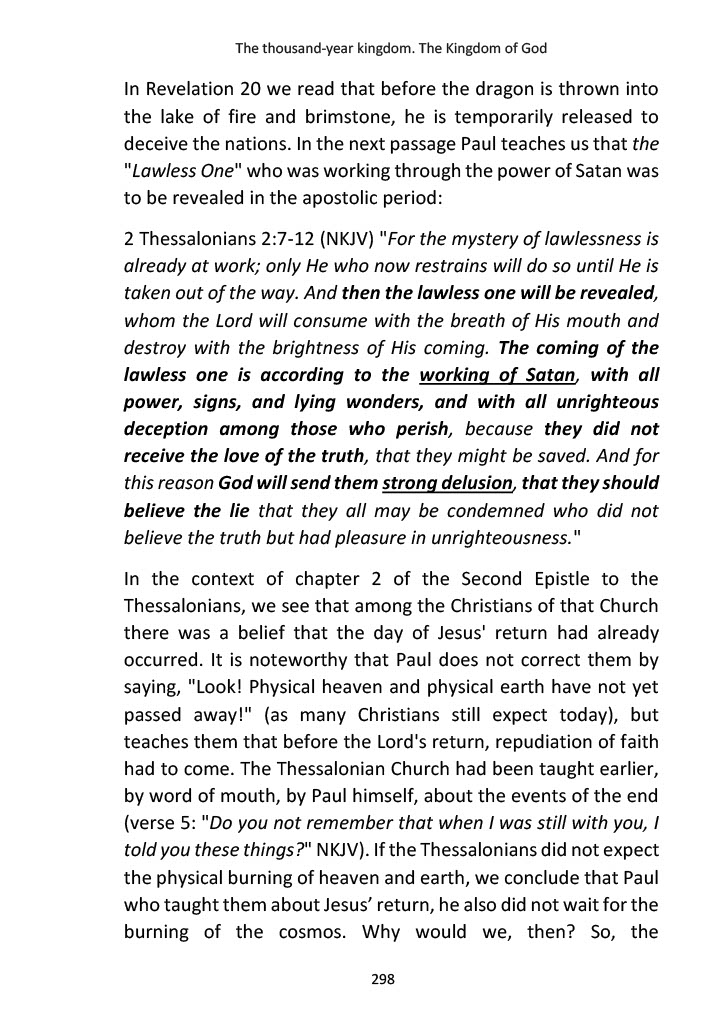 The thousand-year kingdom. The Kingdom of God
In Revelation 20 we read that before the dragon is thrown into
the lake of fire and brimstone, he is temporarily released to
deceive the nations. In the next passage Paul teaches us that the
"Lawless One" who was working through the power of Satan was
to be revealed in the apostolic period:
2 Thessalonians 2:7-12 (NKJV) "For the mystery of lawlessness is
already at work; only He who now restrains will do so until He is
taken out of the way. And then the lawless one will be revealed,
whom the Lord will consume with the breath of His mouth and
destroy with the brightness of His coming. The coming of the
lawless one is according to the working of Satan, with all
power, signs, and lying wonders, and with all unrighteous
deception among those who perish, because they did not
receive the love of the truth, that they might be saved. And for
this reason God will send them strong delusion, that they should
believe the lie that they all may be condemned who did not
believe the truth but had pleasure in unrighteousness."
In the context of chapter 2 of the Second Epistle to the
Thessalonians, we see that among the Christians of that Church
there was a belief that the day of Jesus' return had already
occurred. It is noteworthy that Paul does not correct them by
saying, "Look! Physical heaven and physical earth have not yet
passed away!" (as many Christians still expect today), but
teaches them that before the Lord's return, repudiation of faith
had to come. The Thessalonian Church had been taught earlier,
by word of mouth, by Paul himself, about the events of the end
(verse 5: "Do you not remember that when I was still with you, I
told you these things?" NKJV). If the Thessalonians did not expect
the physical burning of heaven and earth, we conclude that Paul
who taught them about Jesus’ return, he also did not wait for the
burning of the cosmos. Why would we, then? So, the
298